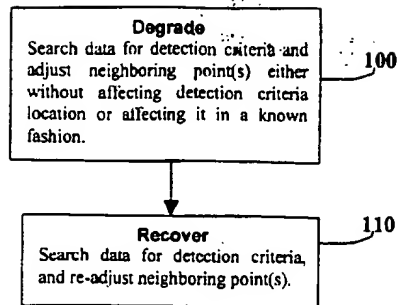 Degrade
Search data for detection criteria and
adjust neighboring point(s) either
without affecting detection criteria
location or affecting it in a known
fashion.
100
Recover
Search data for detection criteria,
and re-adjust neighboring point(s).
110